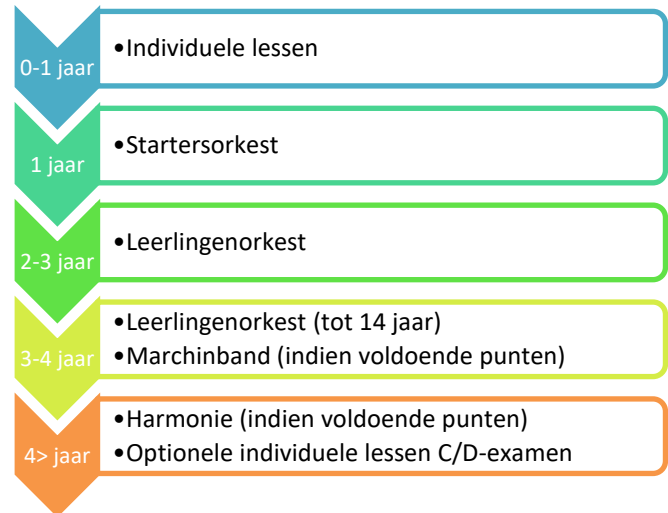 0-1 jaar
•Individuele lessen
1 jaar
•Startersorkest
2-3 jaar
•Leerlingenorkest
3-4 jaar
•Leerlingenorkest (tot 14 jaar)
•Marchinband (indien voldoende punten)
4> jaar
•Harmonie (indien voldoende punten)
•Optionele individuele lessen C/D-examen